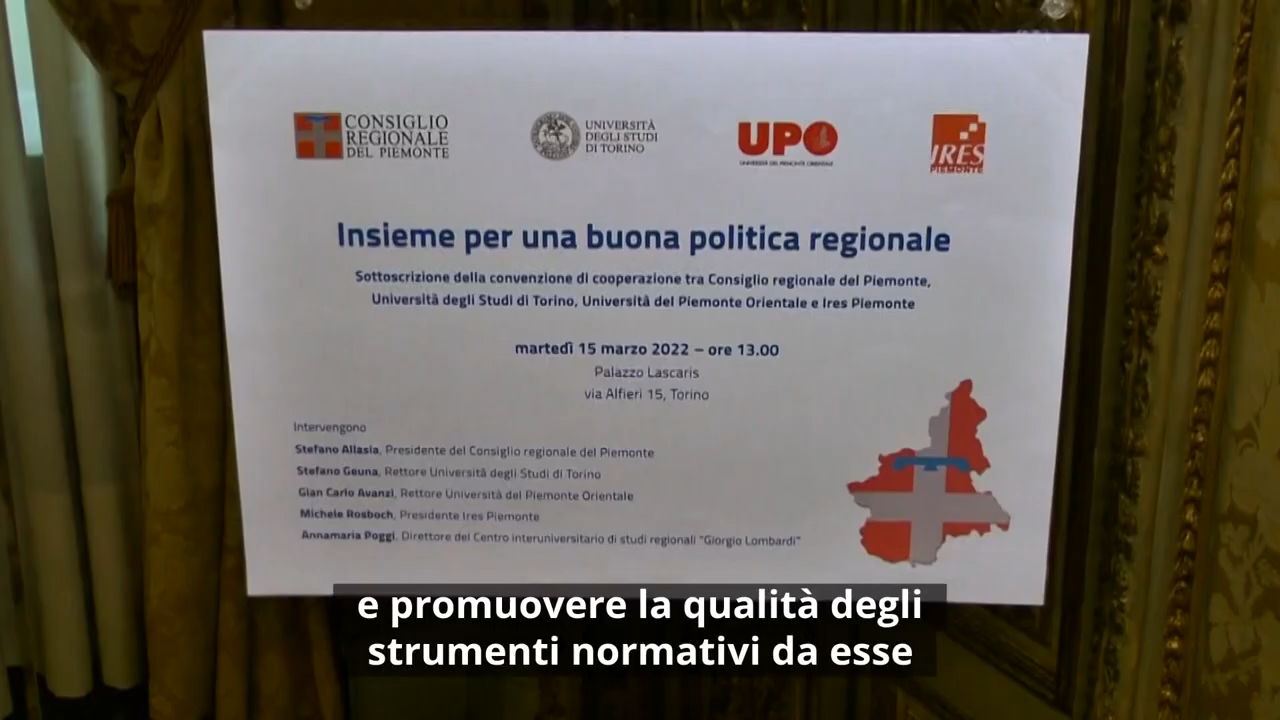 CONSIGLIO
REGIONALE
DEL PIEMONTE
UNIVERSITÀ
DEGLI STUDI
DI TORINO
UPO
UNIVERSITÀ DEL PIEMONTE ORIENTALE
IRES
PIEMONTE
Insieme per una buona politica regionale
Sottoscrizione della convenzione di cooperazione tra Consiglio regionale del Piemonte,
Università degli Studi di Torino, Università del Piemonte Orientale e Ires Piemonte
martedì 15 marzo 2022 – ore 13.00
Palazzo Lascaris
via Alfieri 15, Torino
Intervengono
Stefano Allasia, Presidente del Consiglio regionale del Piemonte
Stefano Geuna, Rettore Università degli Studi di Torino
Gian Carlo Avanzi, Rettore Università del Piemonte Orientale
Michele Rosboch, Presidente Ires Piemonte
Annamaria Poggi, Direttore del Centro interuniversitario di studi regionali "Giorgio Lombardi"
e promuovere la qualità degli
strumenti normativi da esse